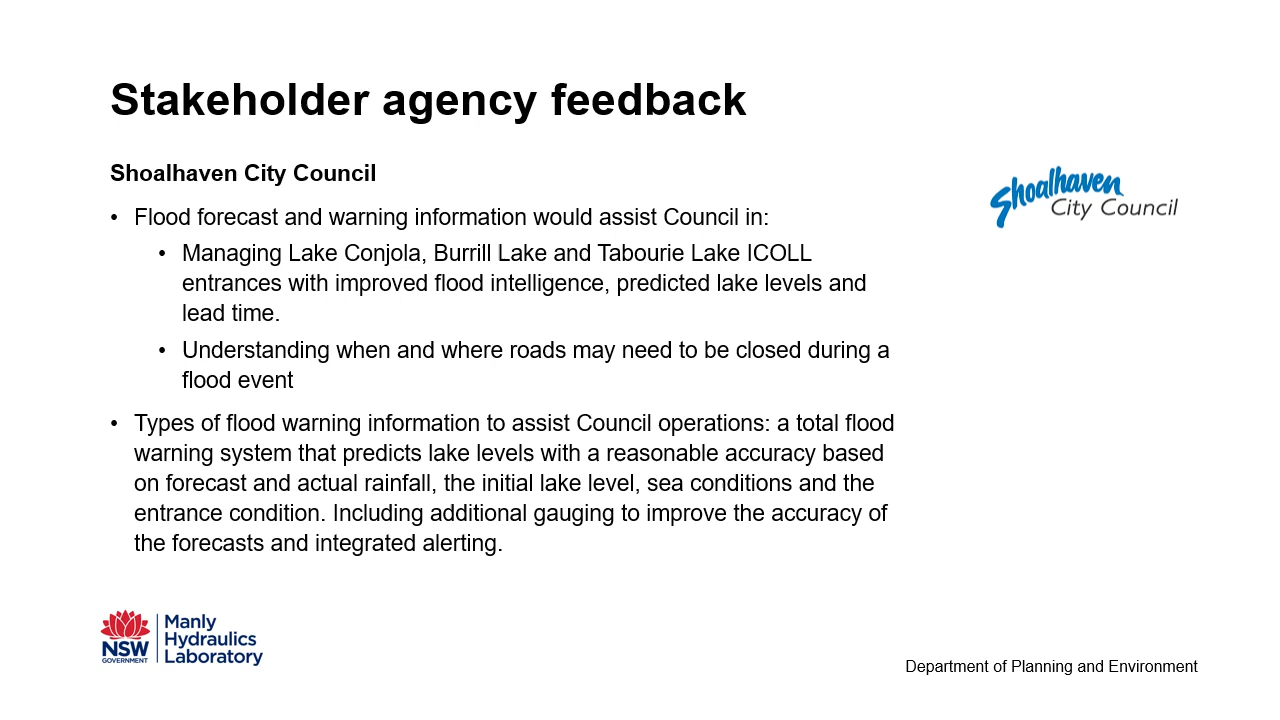 Stakeholder agency feedback
Shoalhaven City Council
• Flood forecast and warning information would assist Council in:
• Managing Lake Conjola, Burrill Lake and Tabourie Lake ICOLL
entrances with improved flood intelligence, predicted lake levels and
lead time.
• Understanding when and where roads may need to be closed during a
flood event
• Types of flood warning information to assist Council operations: a total flood
warning system that predicts lake levels with a reasonable accuracy based
on forecast and actual rainfall, the initial lake level, sea conditions and the
entrance condition. Including additional gauging to improve the accuracy of
the forecasts and integrated alerting.
Shoalhaven
City Council
NSW
GOVERNMENT
Manly
Hydraulics
Laboratory
Department of Planning and Environment